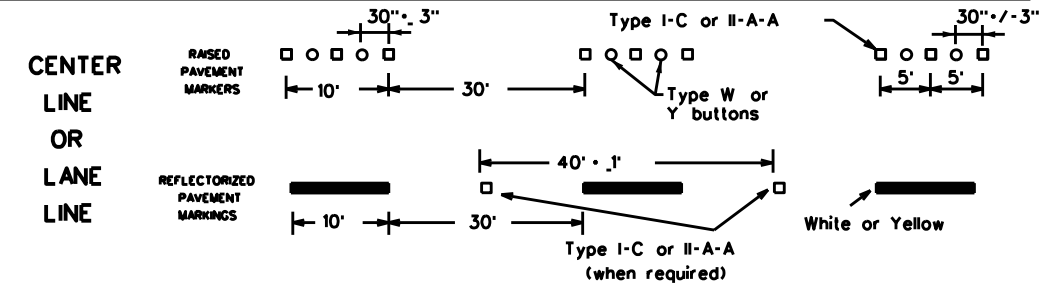 CENTER
LINE
OR
LANE
LINE
RAISED
PAVEMENT
MARKERS
30"·_ 3"
Type I-C or II-A-A
30"·/-3"
10'
30'
Type W or
Y buttons
5'
5'
REFLECTORIZED
PAVEMENT
MARKINGS
40' · _1'
10'
30'
Type I-C or II-A-A
(when required)
White or Yellow